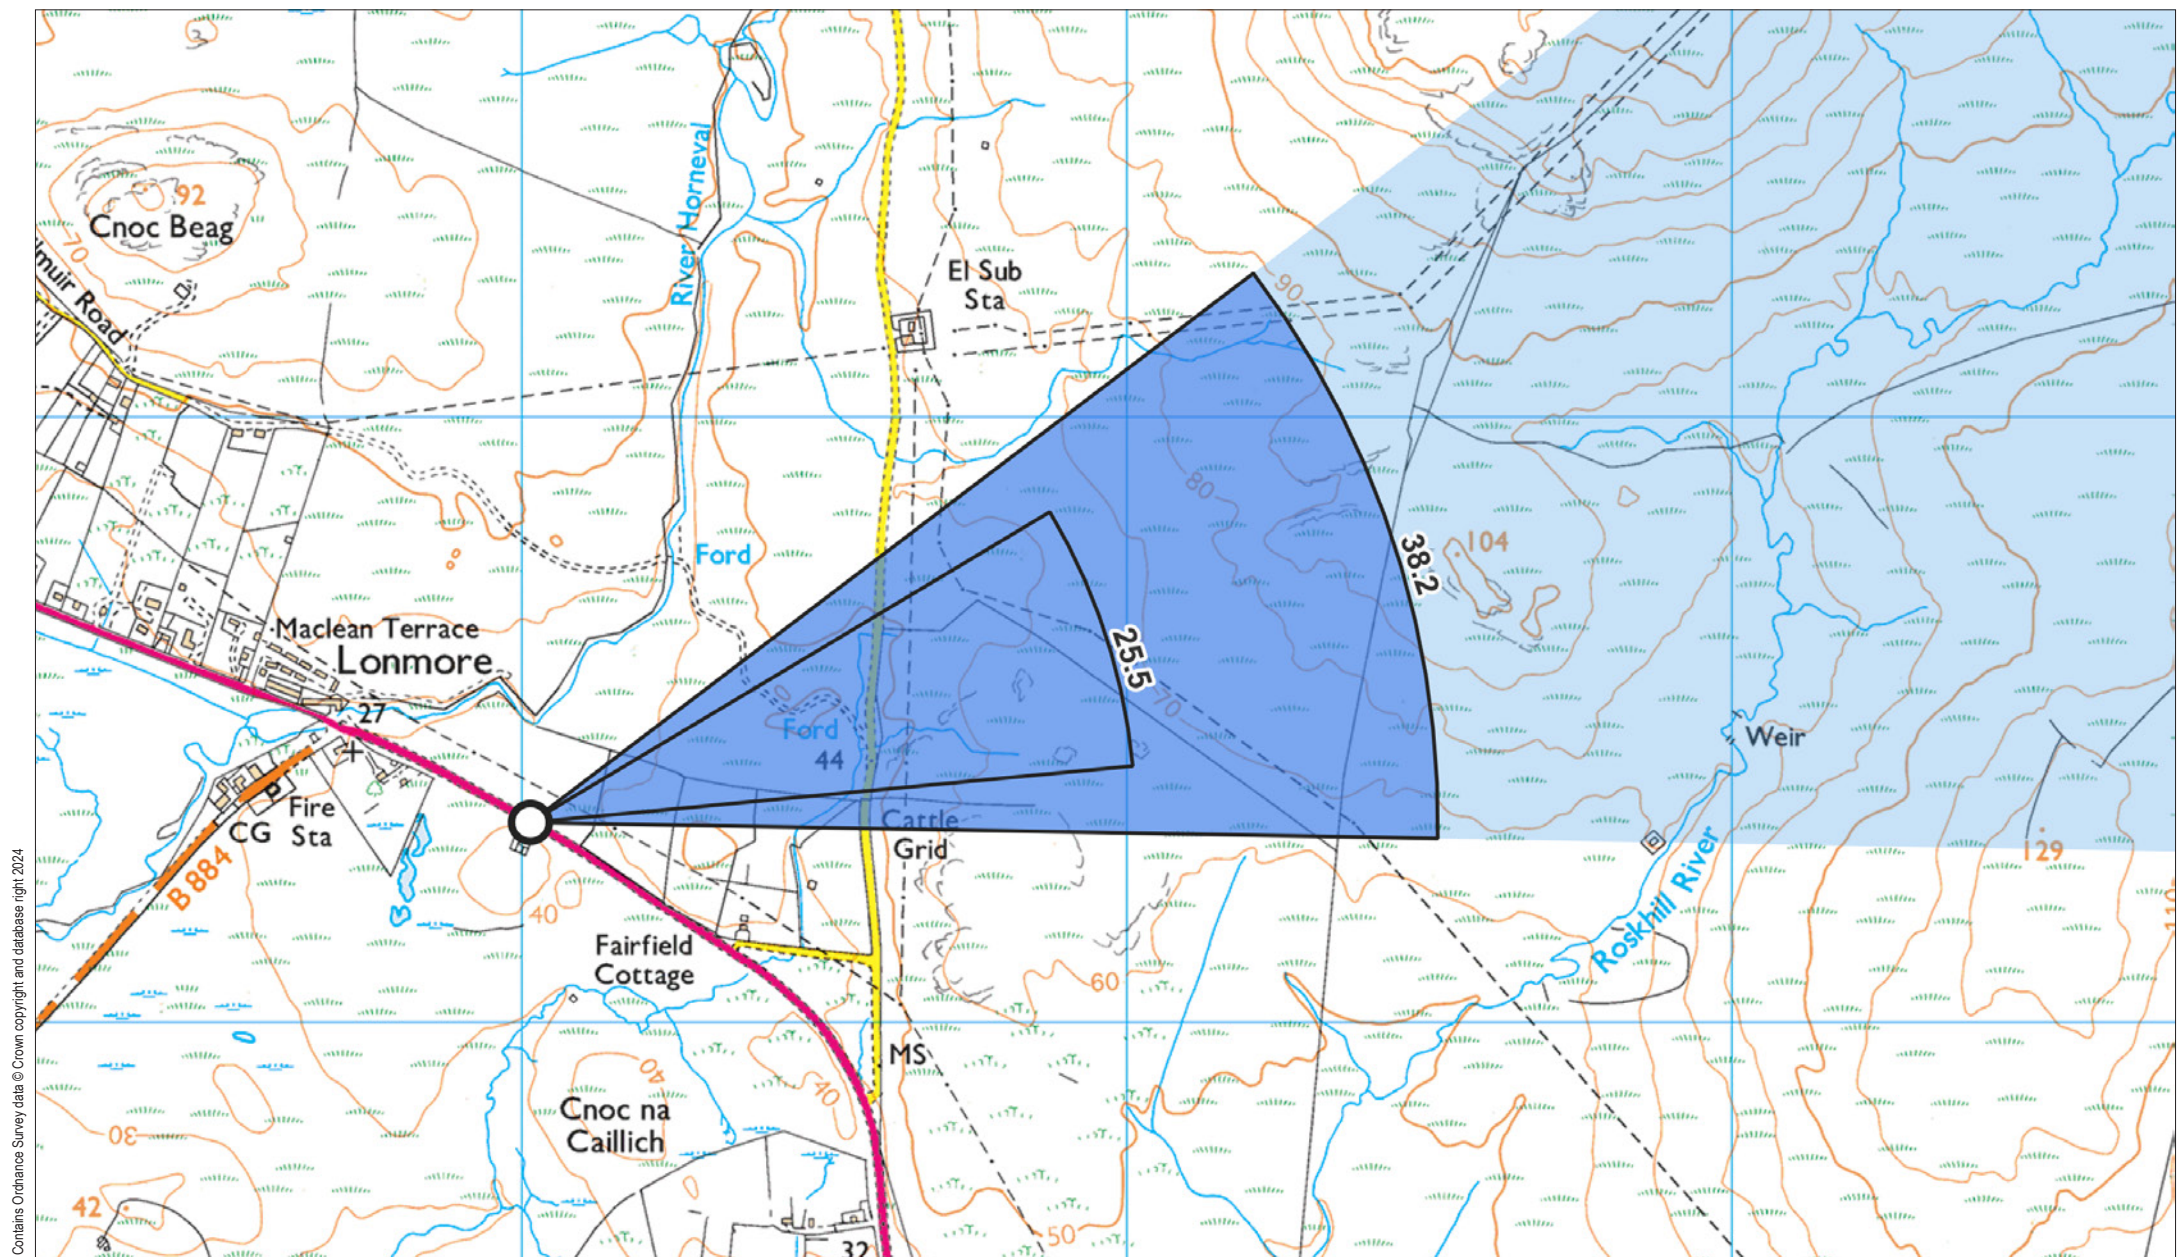 92
Cnoc Beag
70
lmuir Road
River Horneval
El Sub
Sta
90
80
Ford
38.2
104
Maclean Terrace
Lonmore
25.5
27
70
Ford
44
Weir
Fire
Sta
CG
Cattle
Grid
129
B 884
40
Roskhill River
110
Fairfield
Cottage
60
MS
40
40
Cnoc na
Caillich
30
42
50
32
Contains Ordnance Survey data © Crown copyright and database right 2024